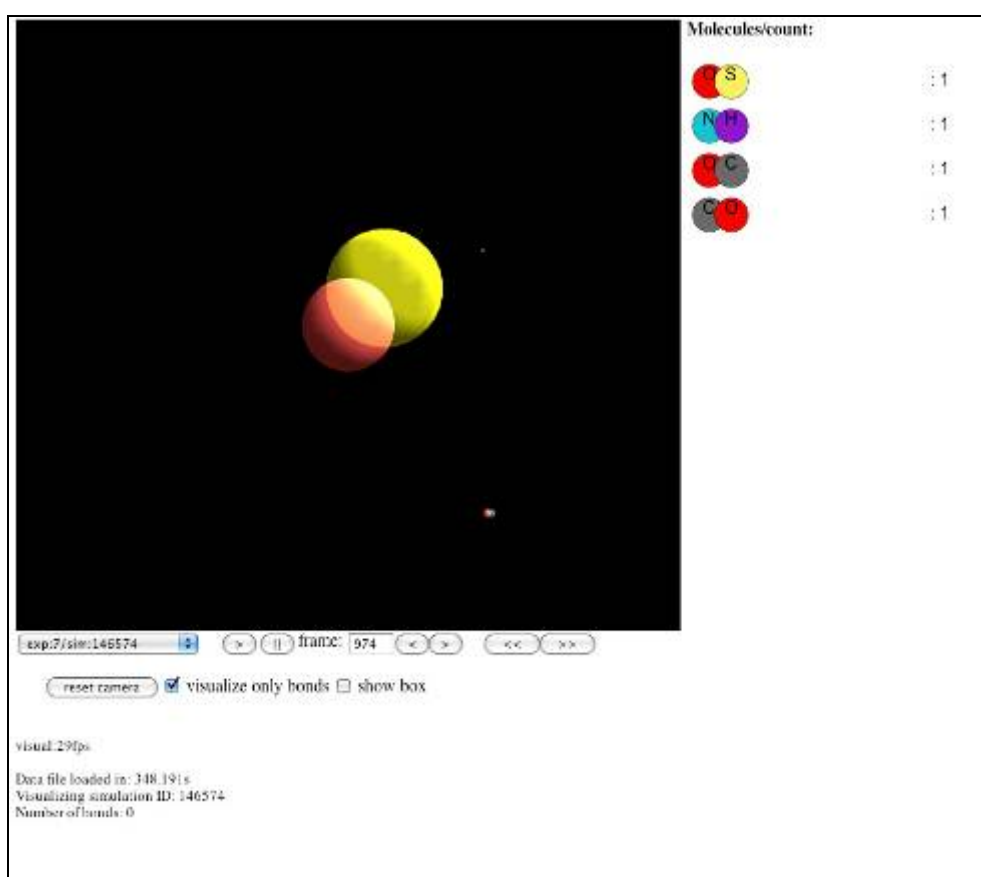 Molecules/count:
O S : 1
N H : 1
O C : 1
C O : 1
exp:7/sim:146574 > || frame: 974 < > << >>
reset camera visualize only bonds show box
visual:29fps
Data file loaded in: 348.191s
Visualizing simulation ID: 146574
Number of bonds: 0